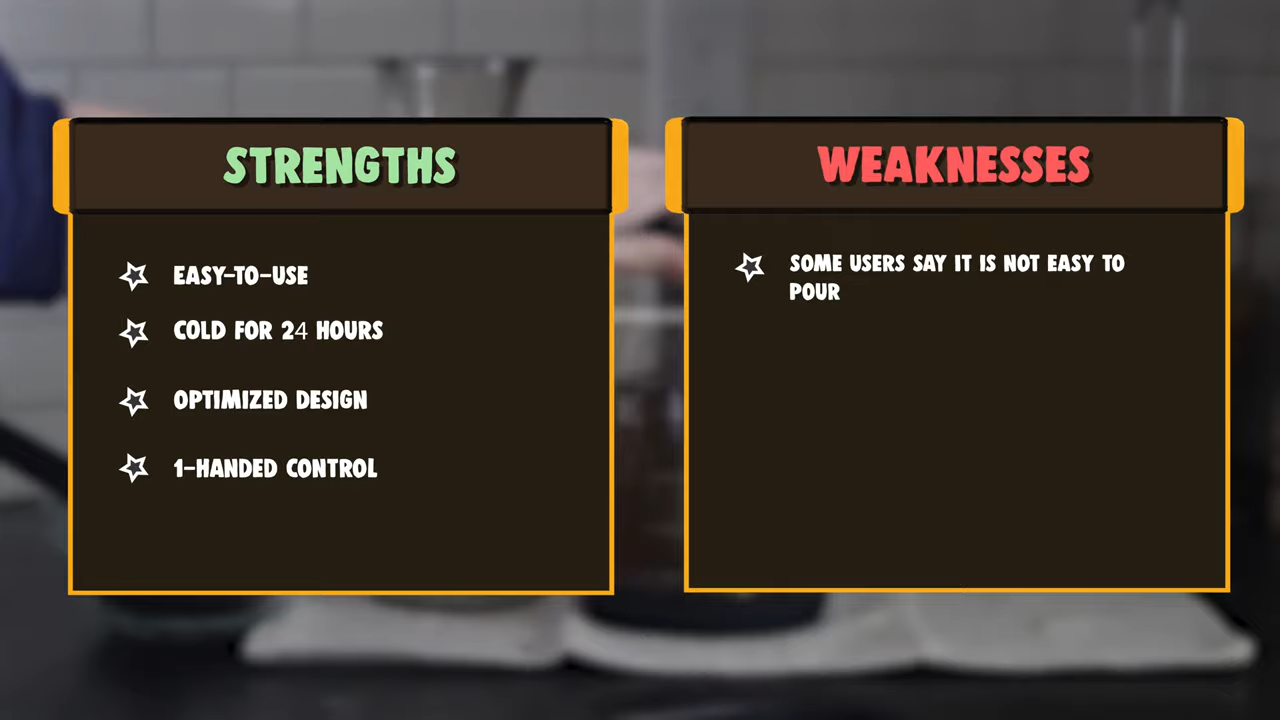 STRENGTHS
EASY-TO-USE
COLD FOR 24 HOURS
OPTIMIZED DESIGN
1-HANDED CONTROL
WEAKNESSES
SOME USERS SAY IT IS NOT EASY TO
POUR